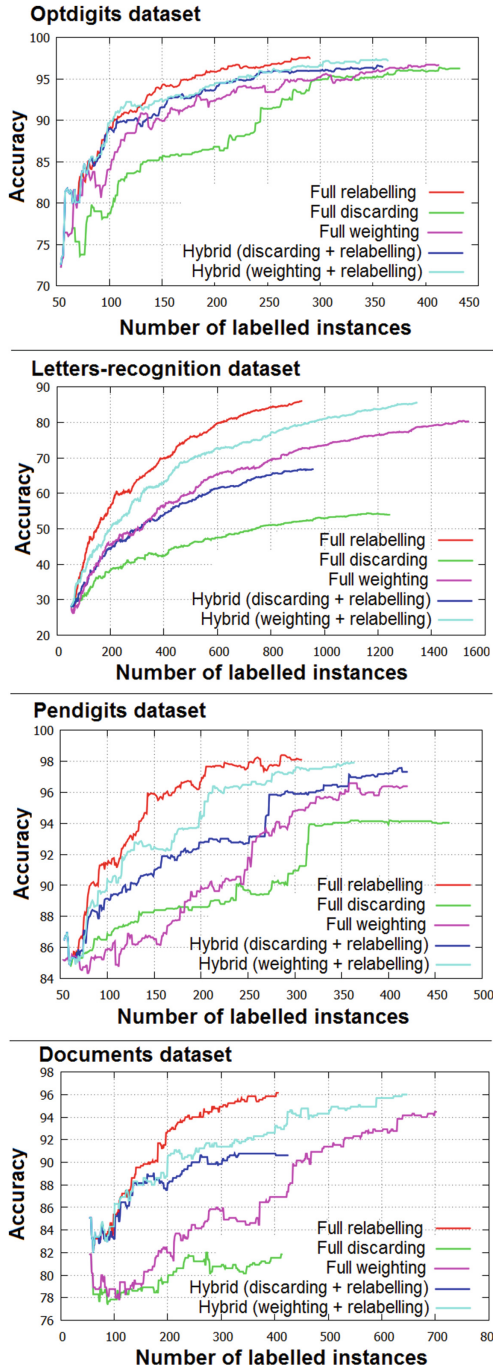 Optdigits dataset
100
95
90
85
80
75
70
Accuracy
Full relabelling
Full discarding
Full weighting
Hybrid (discarding + relabelling)
Hybrid (weighting + relabelling)
50 100 150 200 250 300 350 400 450
Number of labelled instances
Letters-recognition dataset
90
80
70
60
50
40
30
20
Accuracy
Full relabelling
Full discarding
Full weighting
Hybrid (discarding + relabelling)
Hybrid (weighting + relabelling)
0 200 400 600 800 1000 1200 1400 1600
Number of labelled instances
Pendigits dataset
100
98
96
94
92
90
88
86
84
Accuracy
Full relabelling
Full discarding
Full weighting
Hybrid (discarding + relabelling)
Hybrid (weighting + relabelling)
50 100 150 200 250 300 350 400 450 500
Number of labelled instances
Documents dataset
98
96
94
92
90
88
86
84
82
80
78
76
Accuracy
Full relabelling
Full discarding
Full weighting
Hybrid (discarding + relabelling)
Hybrid (weighting + relabelling)
0 100 200 300 400 500 600 700 800
Number of labelled instances